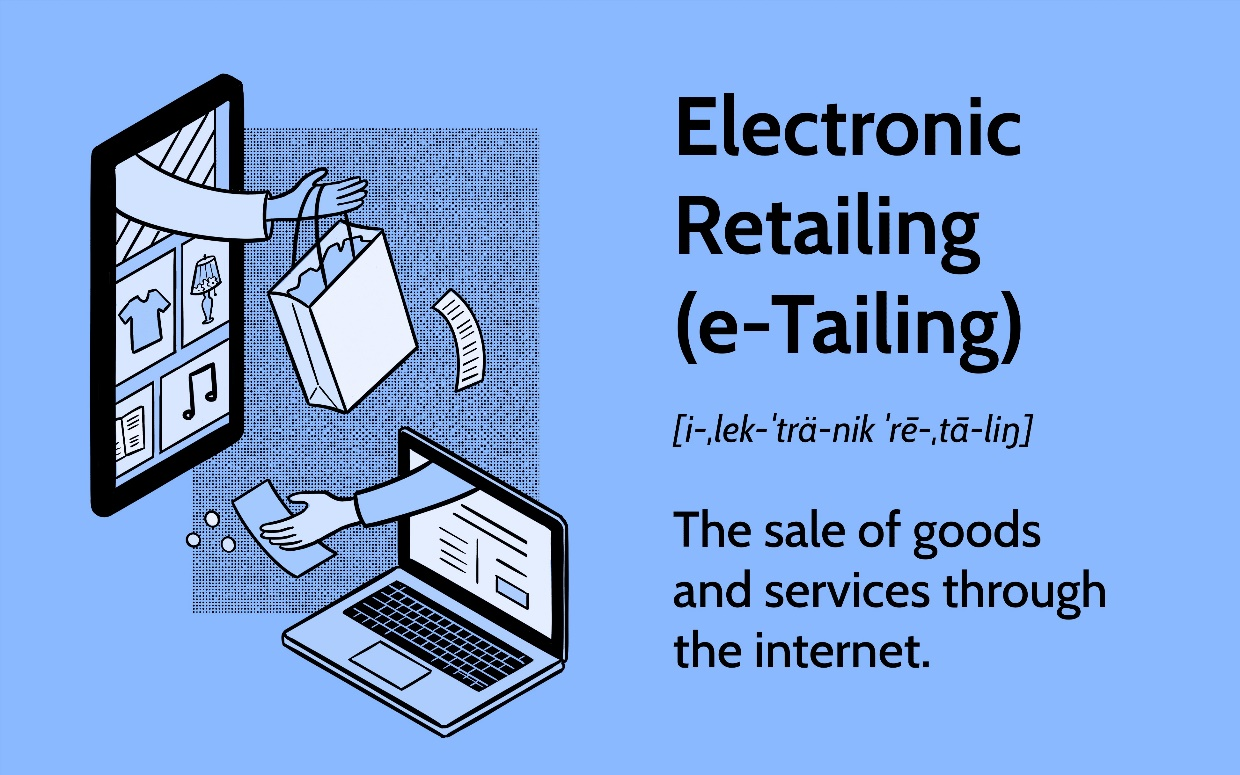 Electronic
Retailing
(e-Tailing)
[i-ˌlek-ˈträ-nik ˈrē-ˌtā-liŋ]
The sale of goods
and services through
the internet.